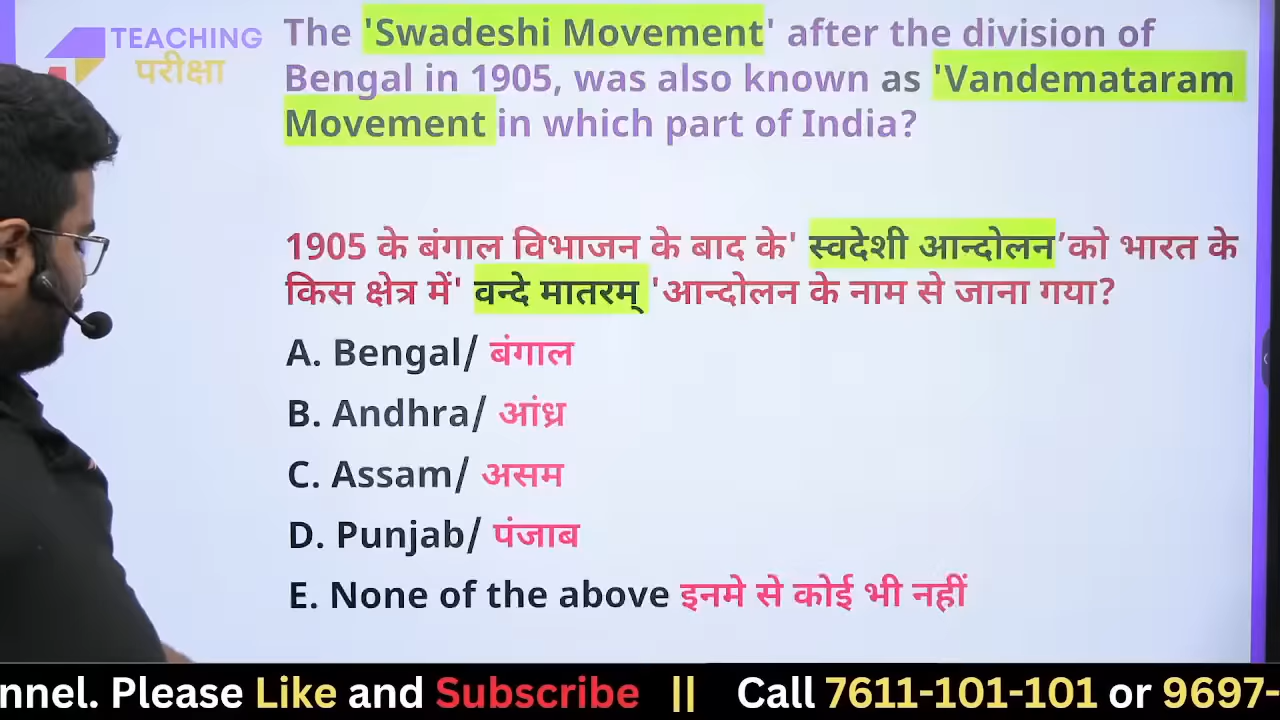 TEACHING
परीक्षा
The 'Swadeshi Movement' after the division of
Bengal in 1905, was also known as 'Vandemataram
Movement in which part of India?
1905 के बंगाल विभाजन के बाद के' स्वदेशी आन्दोलन'को भारत के
किस क्षेत्र में' वन्दे मातरम् 'आन्दोलन के नाम से जाना गया?
A. Bengal/ बंगाल
B. Andhra/ आंध्र
C. Assam/ असम
D. Punjab/ पंजाब
E. None of the above इनमे से कोई भी नहीं
nnel. Please Like and Subscribe || Call 7611-101-101 or 9697-